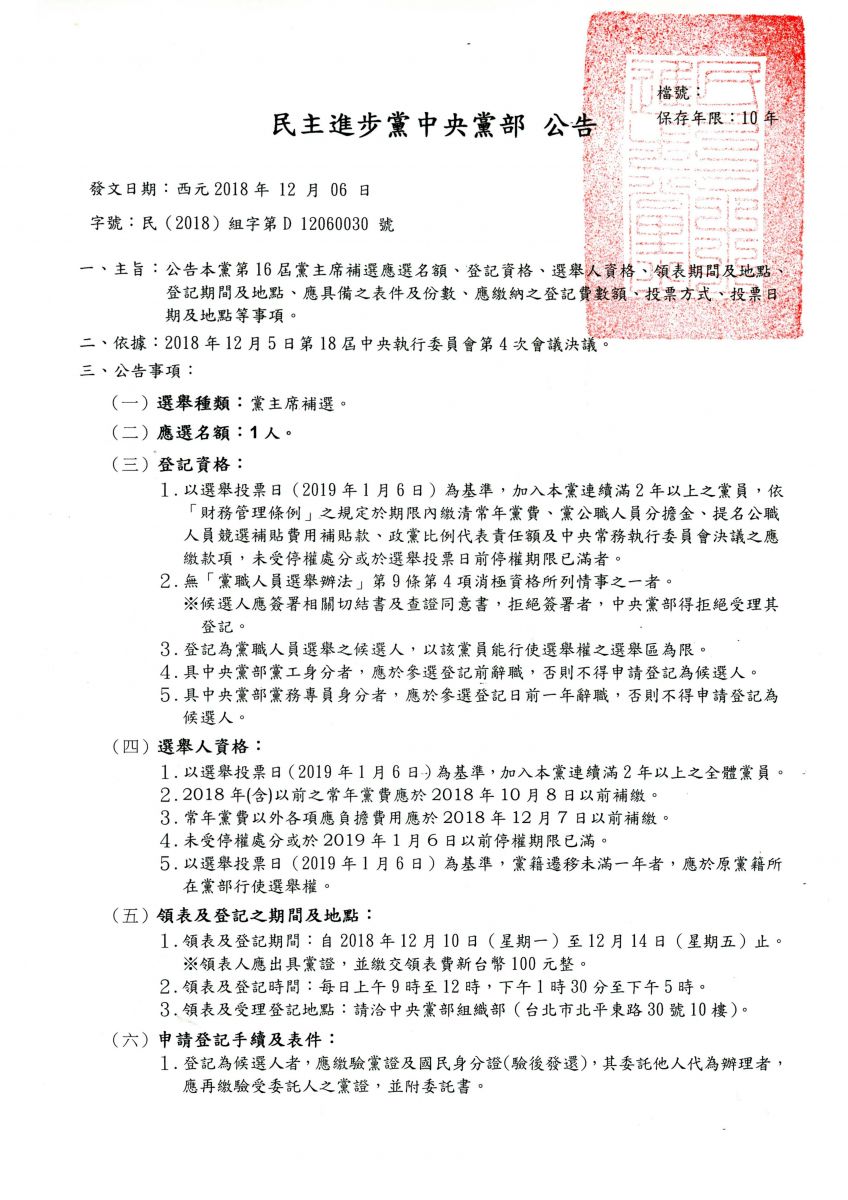 檔號：
保存年限：10 年
民主進步黨中央黨部 公告
發文日期：西元 2018 年 12 月 06 日
字號：民（2018）組字第 D 12060030 號
一、主旨：公告本黨第 16 屆黨主席補選應選名額、登記資格、選舉人資格、領表期間及地點、
登記期間及地點、應具備之表件及份數、應繳納之登記費數額、投票方式、投票日
期及地點等事項。
二、依據：2018 年 12 月 5 日第 18 屆中央執行委員會第 4 次會議決議。
三、公告事項：
（一）選舉種類：黨主席補選。
（二）應選名額：1 人。
（三）登記資格：
1. 以選舉投票日（2019 年 1 月 6 日）為基準，加入本黨連續滿 2 年以上之黨員，依
「財務管理條例」之規定於期限內繳清常年黨費、黨公職人員分擔金、提名公職
人員競選補貼費用補貼款、政黨比例代表責任額及中央常務執行委員會決議之應
繳款項，未受停權處分或於選舉投票日前停權期限已滿者。
2. 無「黨職人員選舉辦法」第 9 條第 4 項消極資格所列情事之一者。
※候選人應簽署相關切結書及查證同意書，拒絕簽署者，中央黨部得拒絕受理其
登記。
3. 登記為黨職人員選舉之候選人，以該黨員能行使選舉權之選舉區為限。
4. 具中央黨部黨工身分者，應於參選登記前辭職，否則不得申請登記為候選人。
5. 具中央黨部黨務專員身分者，應於參選登記日前一年辭職，否則不得申請登記為
候選人。
（四）選舉人資格：
1. 以選舉投票日（2019 年 1 月 6 日）為基準，加入本黨連續滿 2 年以上之全體黨員。
2. 2018 年(含)以前之常年黨費應於 2018 年 10 月 8 日以前補繳。
3. 常年黨費以外各項應負擔費用應於 2018 年 12 月 7 日以前補繳。
4. 未受停權處分或於 2019 年 1 月 6 日以前停權期限已滿。
5. 以選舉投票日（2019 年 1 月 6 日）為基準，黨籍遷移未滿一年者，應於原黨籍所
在黨部行使選舉權。
（五）領表及登記之期間及地點：
1. 領表及登記期間：自 2018 年 12 月 10 日（星期一）至 12 月 14 日（星期五）止。
※領表人應出具黨證，並繳交領表費新台幣 100 元整。
2. 領表及登記時間：每日上午 9 時至 12 時，下午 1 時 30 分至下午 5 時。
3. 領表及受理登記地點：請洽中央黨部組織部（台北市北平東路 30 號 10 樓）。
（六）申請登記手續及表件：
1. 登記為候選人者，應繳驗黨證及國民身分證(驗後發還)，其委託他人代為辦理者，
應再繳驗受委託人之黨證，並附委託書。